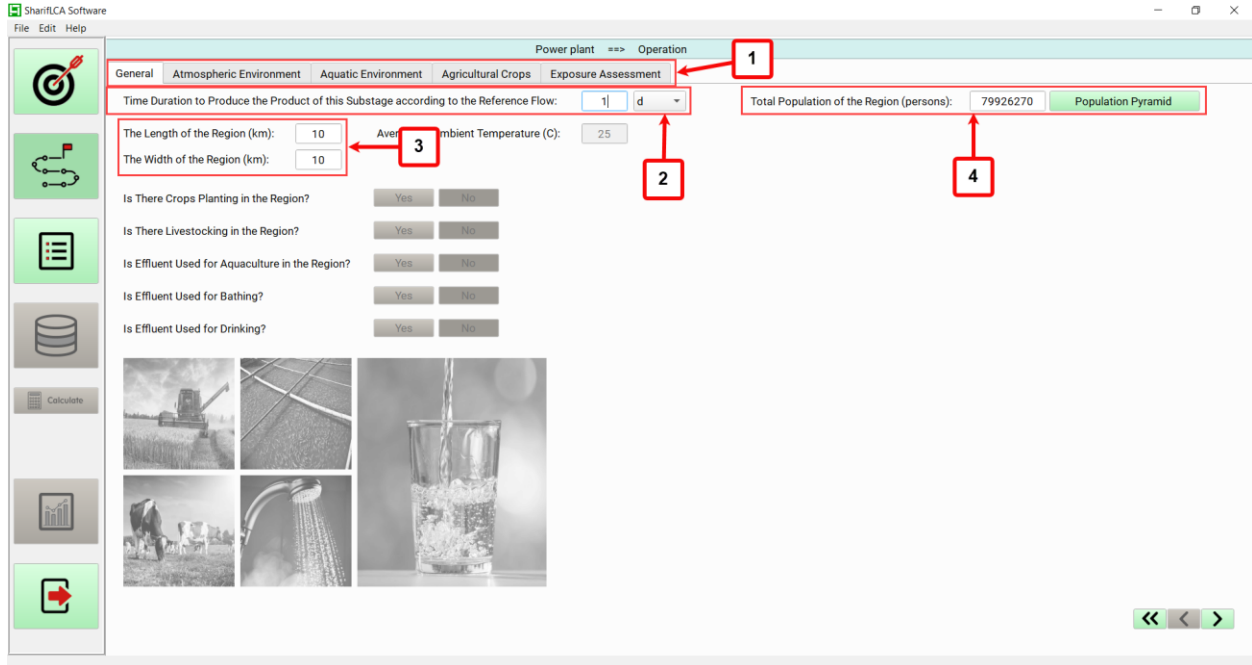 SharifLCA Software
File Edit Help
Power plant ==> Operation
1
General Atmospheric Environment Aquatic Environment Agricultural Crops Exposure Assessment
Time Duration to Produce the Product of this Substage according to the Reference Flow: 1 d
Total Population of the Region (persons): 79926270 Population Pyramid
The Length of the Region (km): 10
mbient Temperature (C): 25
3
The Width of the Region (km): 10
2
4
Is There Crops Planting in the Region? Yes No
Is There Livestocking in the Region? Yes No
Is Effluent Used for Aquaculture in the Region? Yes No
Is Effluent Used for Bathing? Yes No
Is Effluent Used for Drinking? Yes No
Calculate